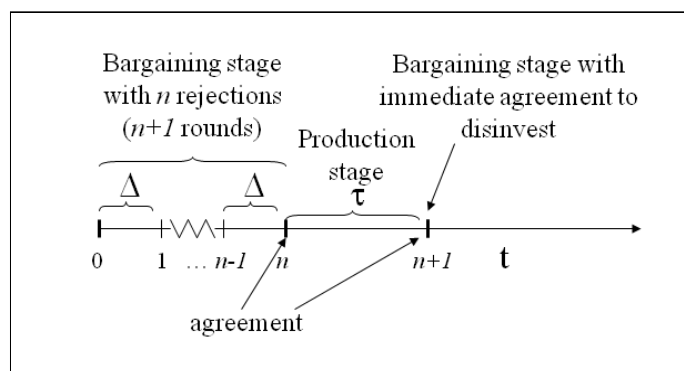 Bargaining stage
with n rejections
(n+1 rounds)
Bargaining stage with
immediate agreement to
disinvest
Production
stage
Δ Δ τ
0 1 ... n-1 n n+1 t
agreement